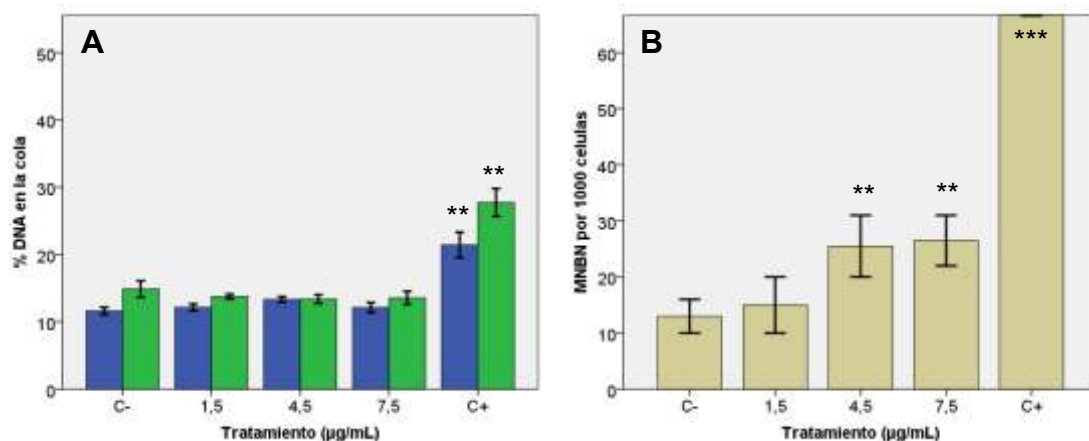 A
% DNA en la cola
50
40
30
20
10
0
**
**
C-
1,5
4,5
7,5
C+
Tratamiento (µg/mL)
B
MNBN por 1000 celulas
60
50
40
30
20
10
0
**
**
***
C-
1,5
4,5
7,5
C+
Tratamiento (µg/mL)